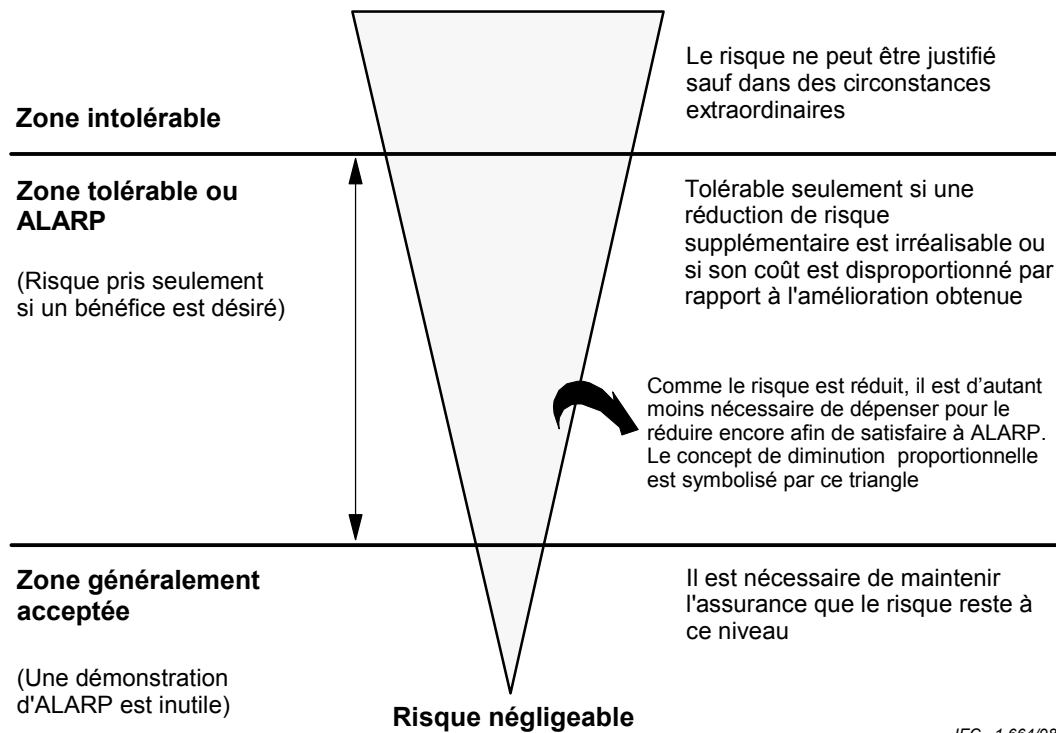 Le risque ne peut être justifié
sauf dans des circonstances
extraordinaires
Zone intolérable
Zone tolérable ou
ALARP
(Risque pris seulement
si un bénéfice est désiré)
Tolérable seulement si une
réduction de risque
supplémentaire est irréalisable ou
si son coût est disproportionné par
rapport à l'amélioration obtenue
Comme le risque est réduit, il est d’autant
moins nécessaire de dépenser pour le
réduire encore afin de satisfaire à ALARP.
Le concept de diminution proportionnelle
est symbolisé par ce triangle
Zone généralement
acceptée
(Une démonstration
d'ALARP est inutile)
Il est nécessaire de maintenir
l'assurance que le risque reste à
ce niveau
Risque négligeable
IEC 1 664/98